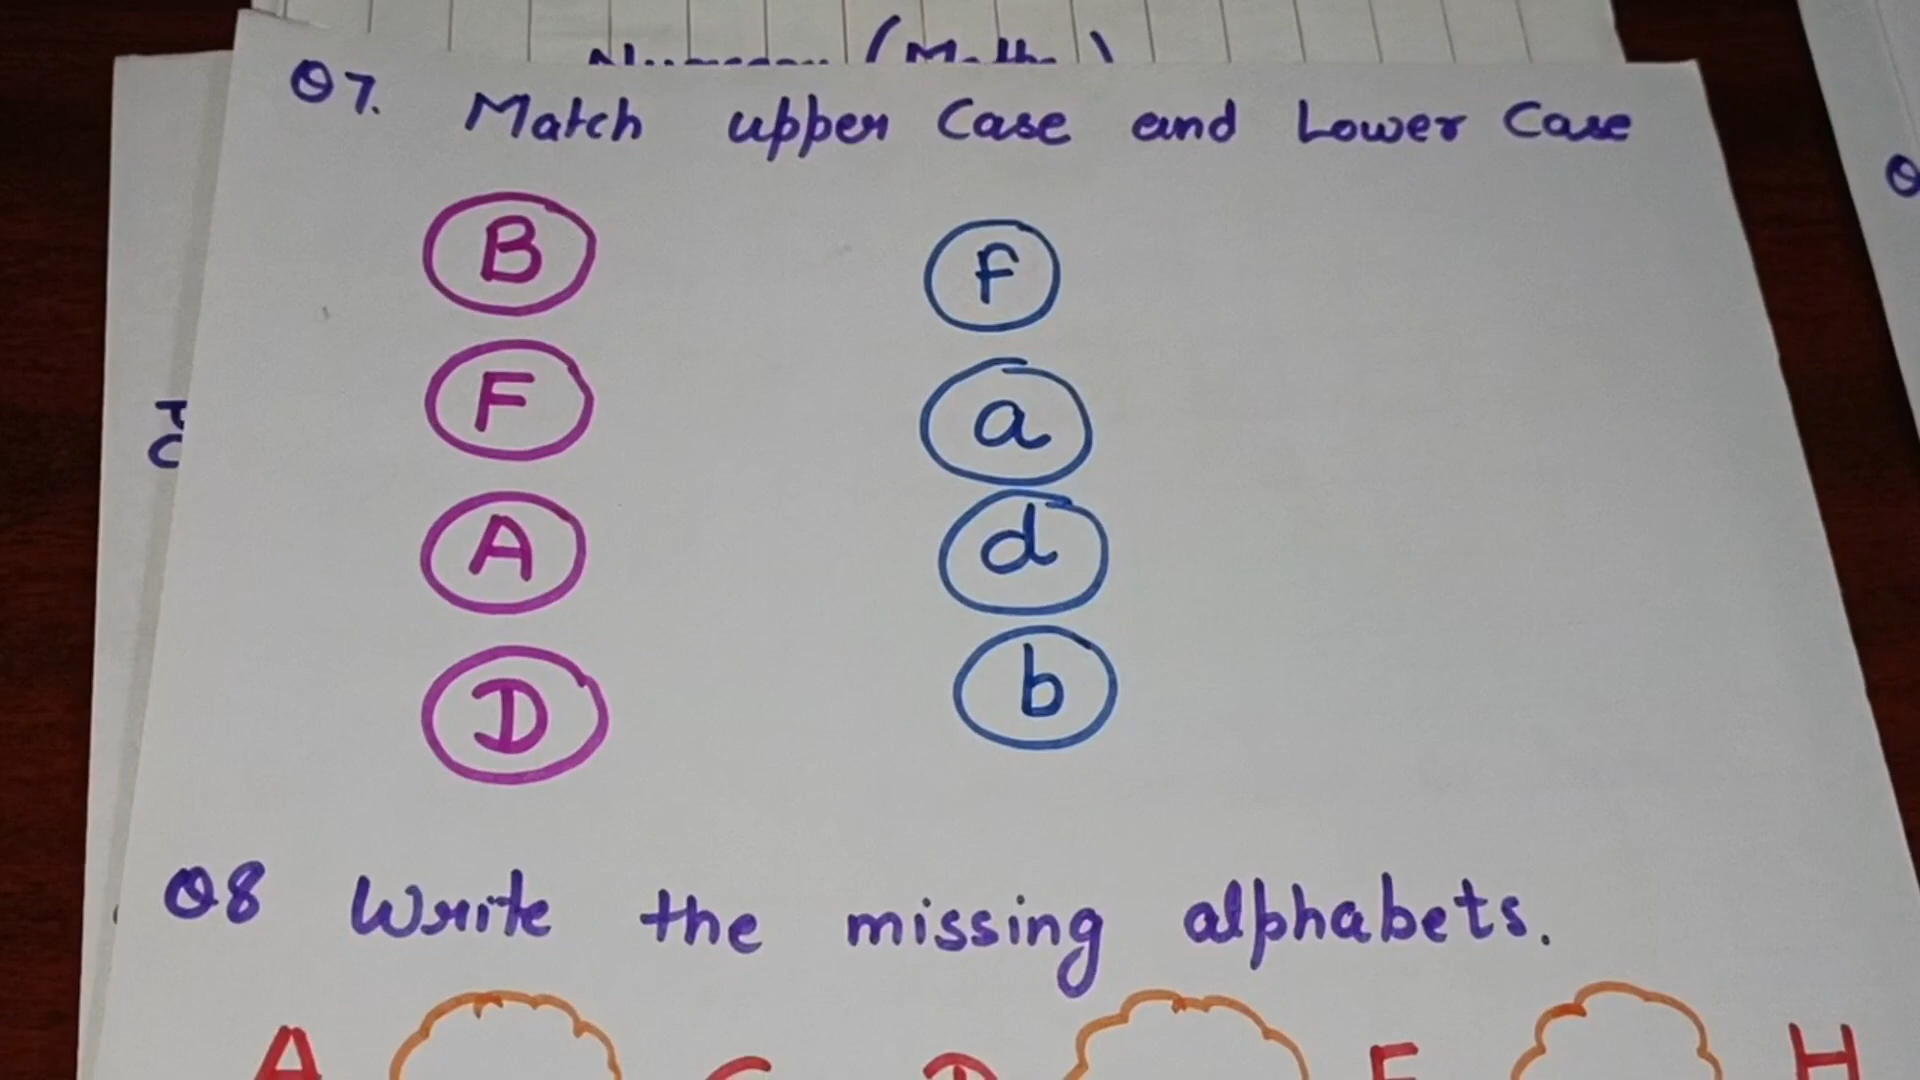 Q7. Match upper Case and Lower Case
B f
F a
A d
D b
Q8 Write the missing alphabets.
A C D F H